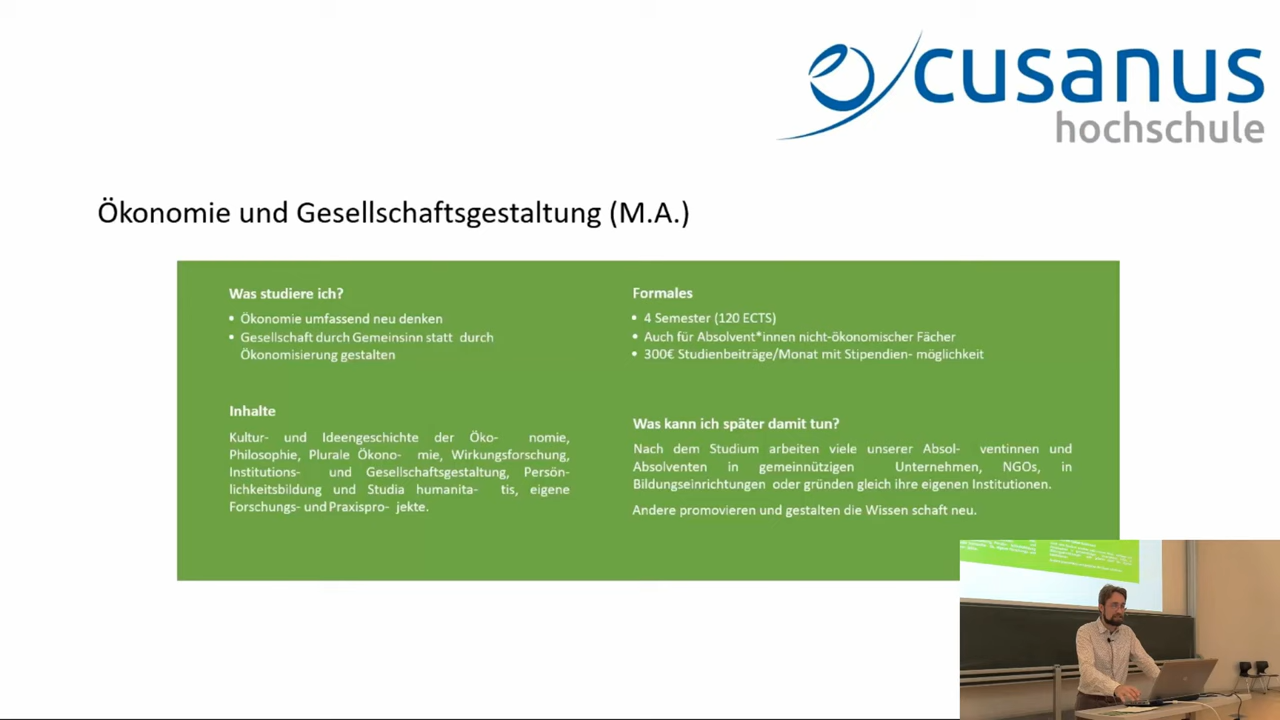 cusanus
hochschule
Ökonomie und Gesellschaftsgestaltung (M.A.)
Was studiere ich?
• Ökonomie umfassend neu denken
• Gesellschaft durch Gemeinsinn statt durch
Ökonomisierung gestalten
Inhalte
Kultur- und Ideengeschichte der Öko- nomie,
Philosophie, Plurale Ökono- mie, Wirkungsforschung,
Institutions- und Gesellschaftsgestaltung, Persön-
lichkeitsbildung und Studia humanita- tis, eigene
Forschungs- und Praxispro- jekte.
Formales
• 4 Semester (120 ECTS)
• Auch für Absolvent*innen nicht-ökonomischer Fächer
• 300€ Studienbeiträge/Monat mit Stipendien- möglichkeit
Was kann ich später damit tun?
Nach dem Studium arbeiten viele unserer Absol- ventinnen und
Absolventen in gemeinnützigen Unternehmen, NGOs, in
Bildungseinrichtungen oder gründen gleich ihre eigenen Institutionen.
Andere promovieren und gestalten die Wissen schaft neu.